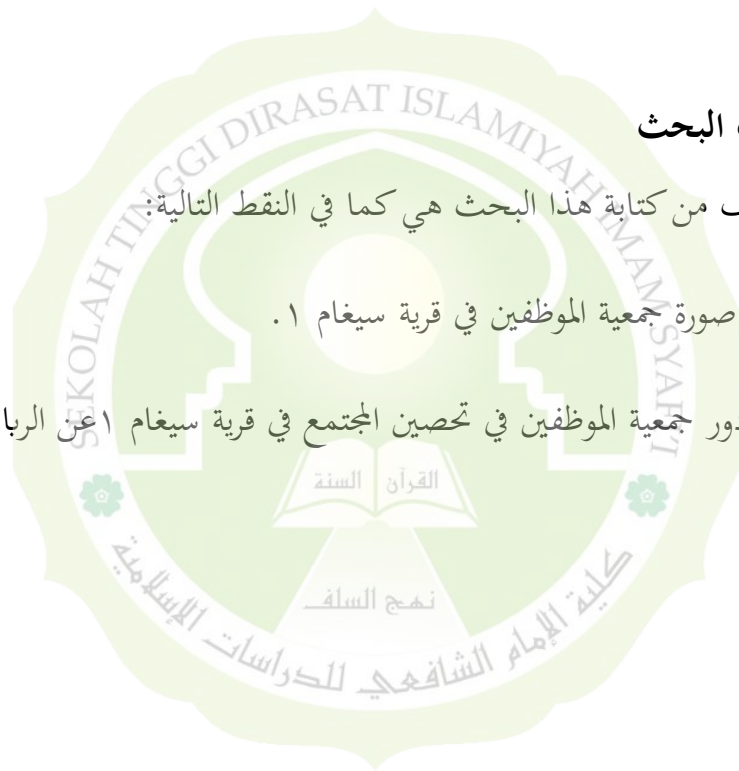 البحث
من كتابة هذا البحث هي كما في النقط التالية:
صورة جمعية الموظفين في قرية سيغام ١.
دور جمعية الموظفين في تحصين المجتمع في قرية سيغام ١عن الربا
SEKOLAH TINGGI DIRASAT ISLAMIYAH IMAM SYAFI'I
القرآن السنة
نهج السلف
كلية الإمام الشافعي للدراسات الإسلامية